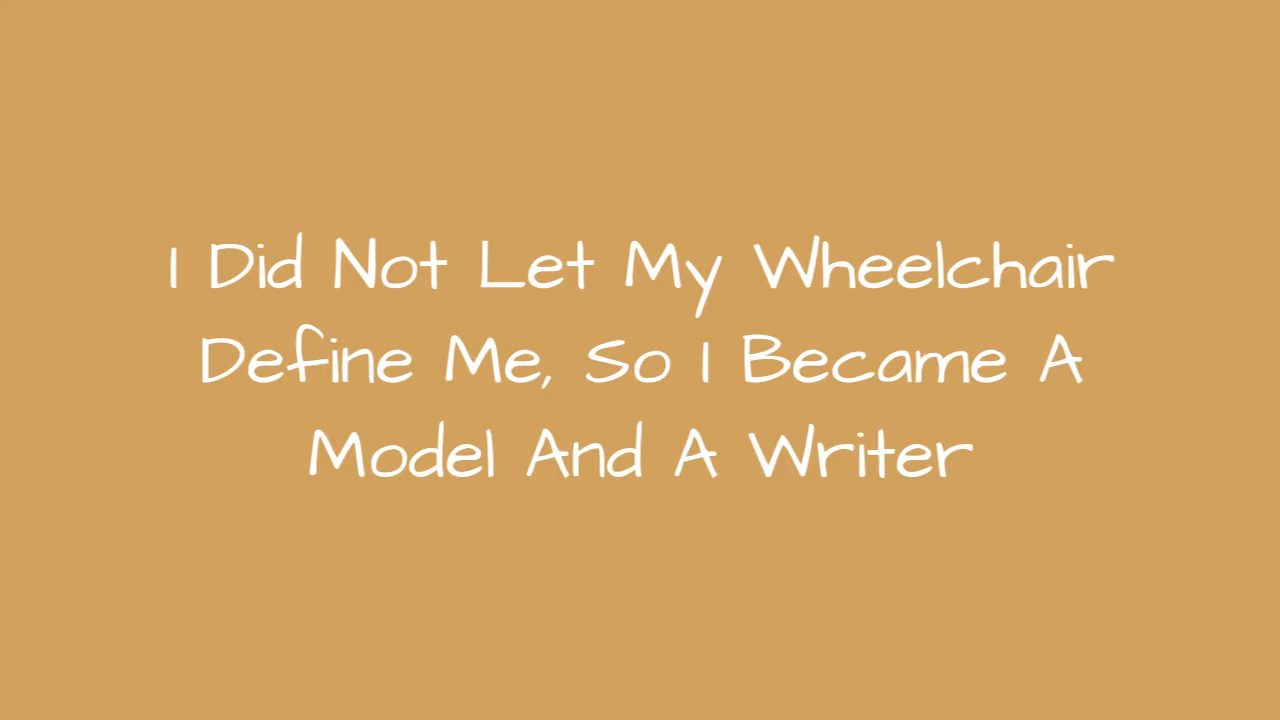 I Did Not Let My Wheelchair
Define Me, So I Became A
Model And A Writer